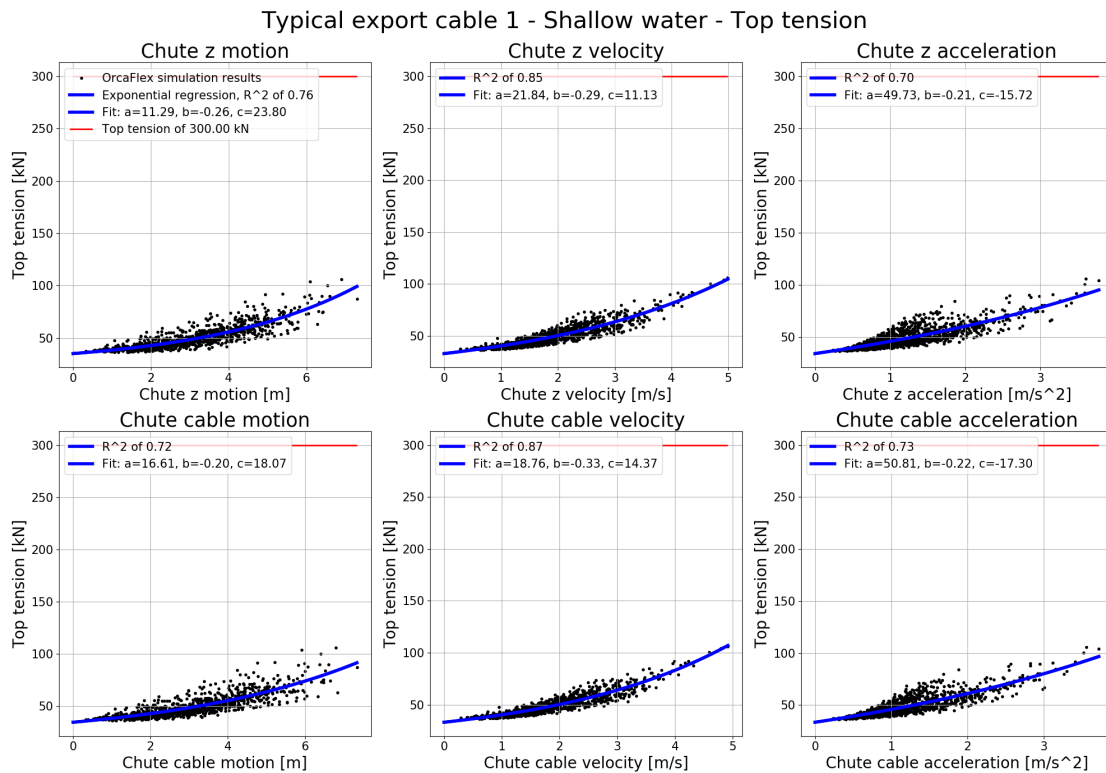 Typical export cable 1 - Shallow water - Top tension
Chute z motion
OrcaFlex simulation results
Exponential regression, R^2 of 0.76
Fit: a=11.29, b=-0.26, c=23.80
Top tension of 300.00 kN
Top tension [kN]
300
250
200
150
100
50
0 2 4 6
Chute z motion [m]
Chute z velocity
R^2 of 0.85
Fit: a=21.84, b=-0.29, c=11.13
Top tension [kN]
300
250
200
150
100
50
0 1 2 3 4 5
Chute z velocity [m/s]
Chute z acceleration
R^2 of 0.70
Fit: a=49.73, b=-0.21, c=-15.72
Top tension [kN]
300
250
200
150
100
50
0 1 2 3
Chute z acceleration [m/s^2]
Chute cable motion
R^2 of 0.72
Fit: a=16.61, b=-0.20, c=18.07
Top tension [kN]
300
250
200
150
100
50
0 2 4 6
Chute cable motion [m]
Chute cable velocity
R^2 of 0.87
Fit: a=18.76, b=-0.33, c=14.37
Top tension [kN]
300
250
200
150
100
50
0 1 2 3 4 5
Chute cable velocity [m/s]
Chute cable acceleration
R^2 of 0.73
Fit: a=50.81, b=-0.22, c=-17.30
Top tension [kN]
300
250
200
150
100
50
0 1 2 3
Chute cable acceleration [m/s^2]